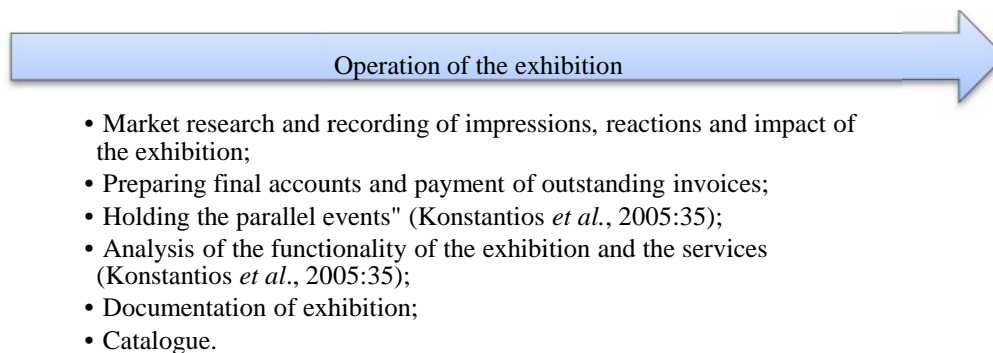 Operation of the exhibition
• Market research and recording of impressions, reactions and impact of
the exhibition;
• Preparing final accounts and payment of outstanding invoices;
• Holding the parallel events" (Konstantios et al., 2005:35);
• Analysis of the functionality of the exhibition and the services
(Konstantios et al., 2005:35);
• Documentation of exhibition;
• Catalogue.